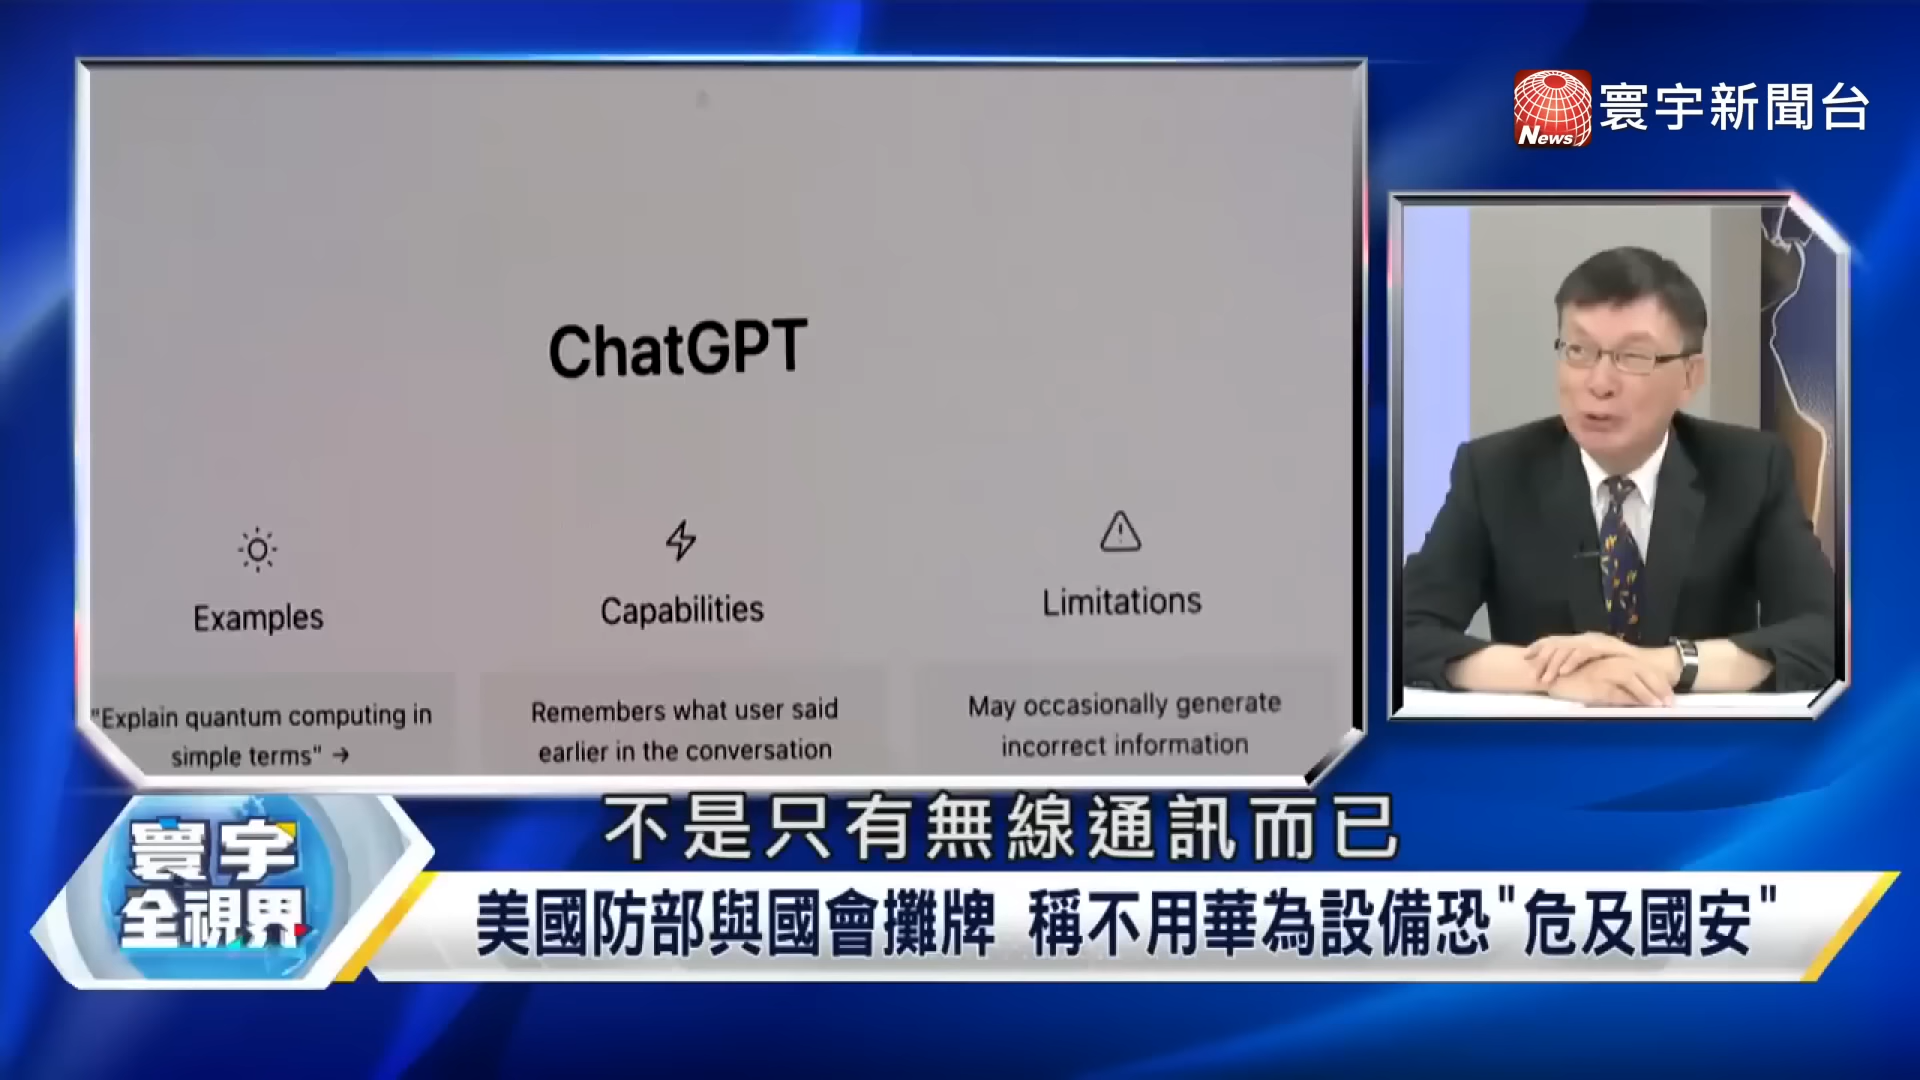 News
寰宇新聞台
ChatGPT
Examples
Capabilities
Limitations
"Explain quantum computing in
simple terms" →
Remembers what user said
earlier in the conversation
May occasionally generate
incorrect information
不是只有無線通訊而已
寰宇
全視界
美國防部與國會攤牌 稱不用華為設備恐"危及國安"